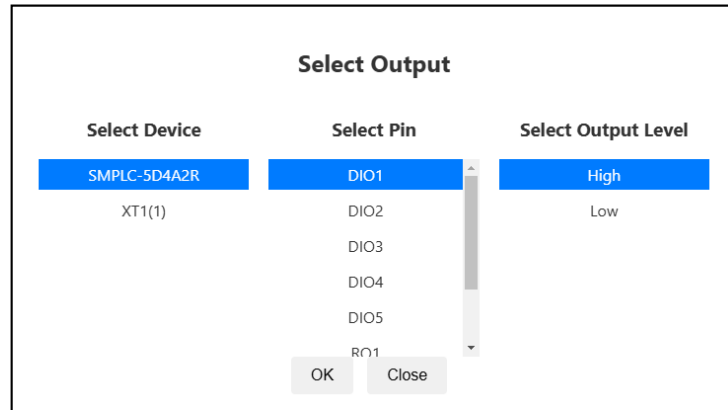 Select Output
Select Device
Select Pin
Select Output Level
SMPLC-5D4A2R
DIO1
High
XT1(1)
DIO2
Low
DIO3
DIO4
DIO5
RO1
OK
Close